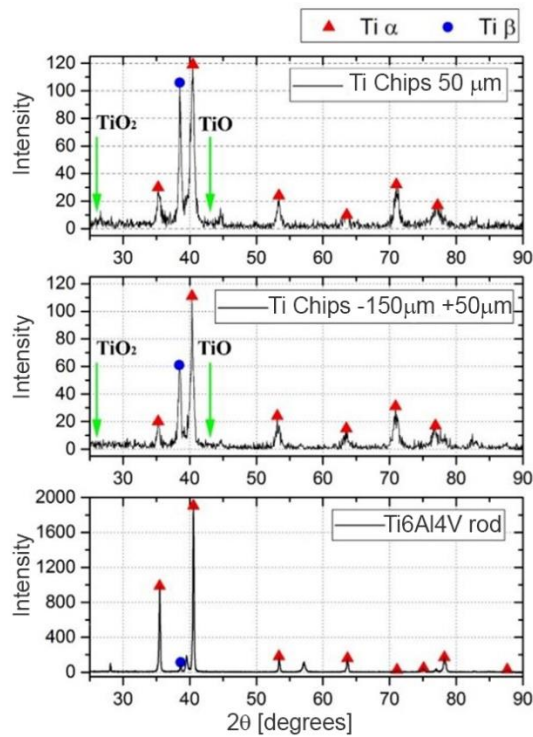 Ti α Ti β
120
100
80
60
40
20
0
Intensity
Ti Chips 50 μm
TiO₂
TiO
30 40 50 60 70 80 90
120
100
80
60
40
20
0
Intensity
Ti Chips -150μm +50μm
TiO₂
TiO
30 40 50 60 70 80 90
2000
1600
1200
800
400
0
Intensity
Ti6Al4V rod
30 40 50 60 70 80 90
2θ [degrees]